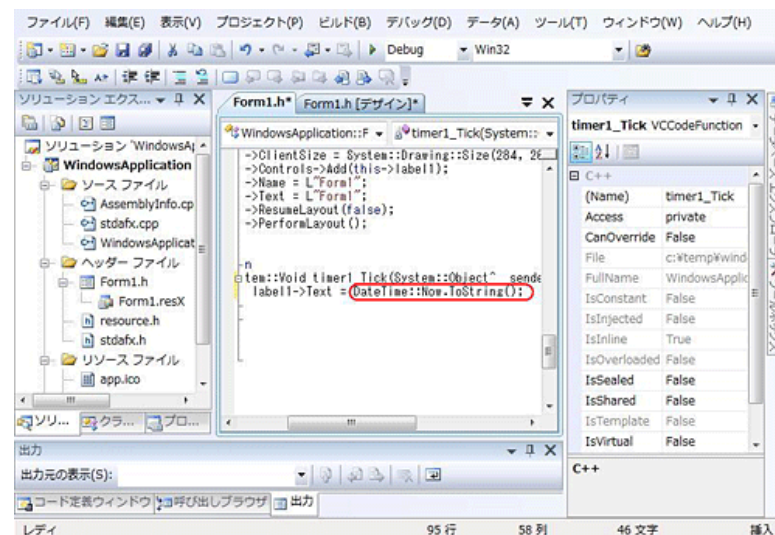 ファイル(F) 編集(E) 表示(V) プロジェクト(P) ビルド(B) デバッグ(D) データ(A) ツール(T) ウィンドウ(W) ヘルプ(H)
Debug Win32
ソリューション エクス...
ソリューション 'WindowsAp
WindowsApplication
ソース ファイル
AssemblyInfo.cp
stdafx.cpp
WindowsApplicat
ヘッダー ファイル
Form1.h
Form1.resX
resource.h
stdafx.h
リソース ファイル
app.ico
ソリ... クラ... プロ...
Form1.h* Form1.h [デザイン]*
WindowsApplication::F timer1_Tick(System::
->ClientSize = System::Drawing::Size(284, 26
->Controls->Add(this->label1);
->Name = L"Form1";
->Text = L"Form1";
->ResumeLayout(false);
->PerformLayout();
n
tem::Void timer1_Tick(System::Object^ sende
label1->Text = DateTime::Now.ToString();
プロパティ
timer1_Tick VCCodeFunction
C++
(Name) timer1_Tick
Access private
CanOverride False
File c:¥temp¥wind
FullName WindowsApplic
IsConstant False
IsInjected False
IsInline True
IsOverloaded False
IsSealed False
IsShared False
IsTemplate False
IsVirtual False
C++
出力
出力元の表示(S):
コード定義ウィンドウ 呼び出しブラウザ 出力
レディ 95 行 58 列 46 文字 挿入